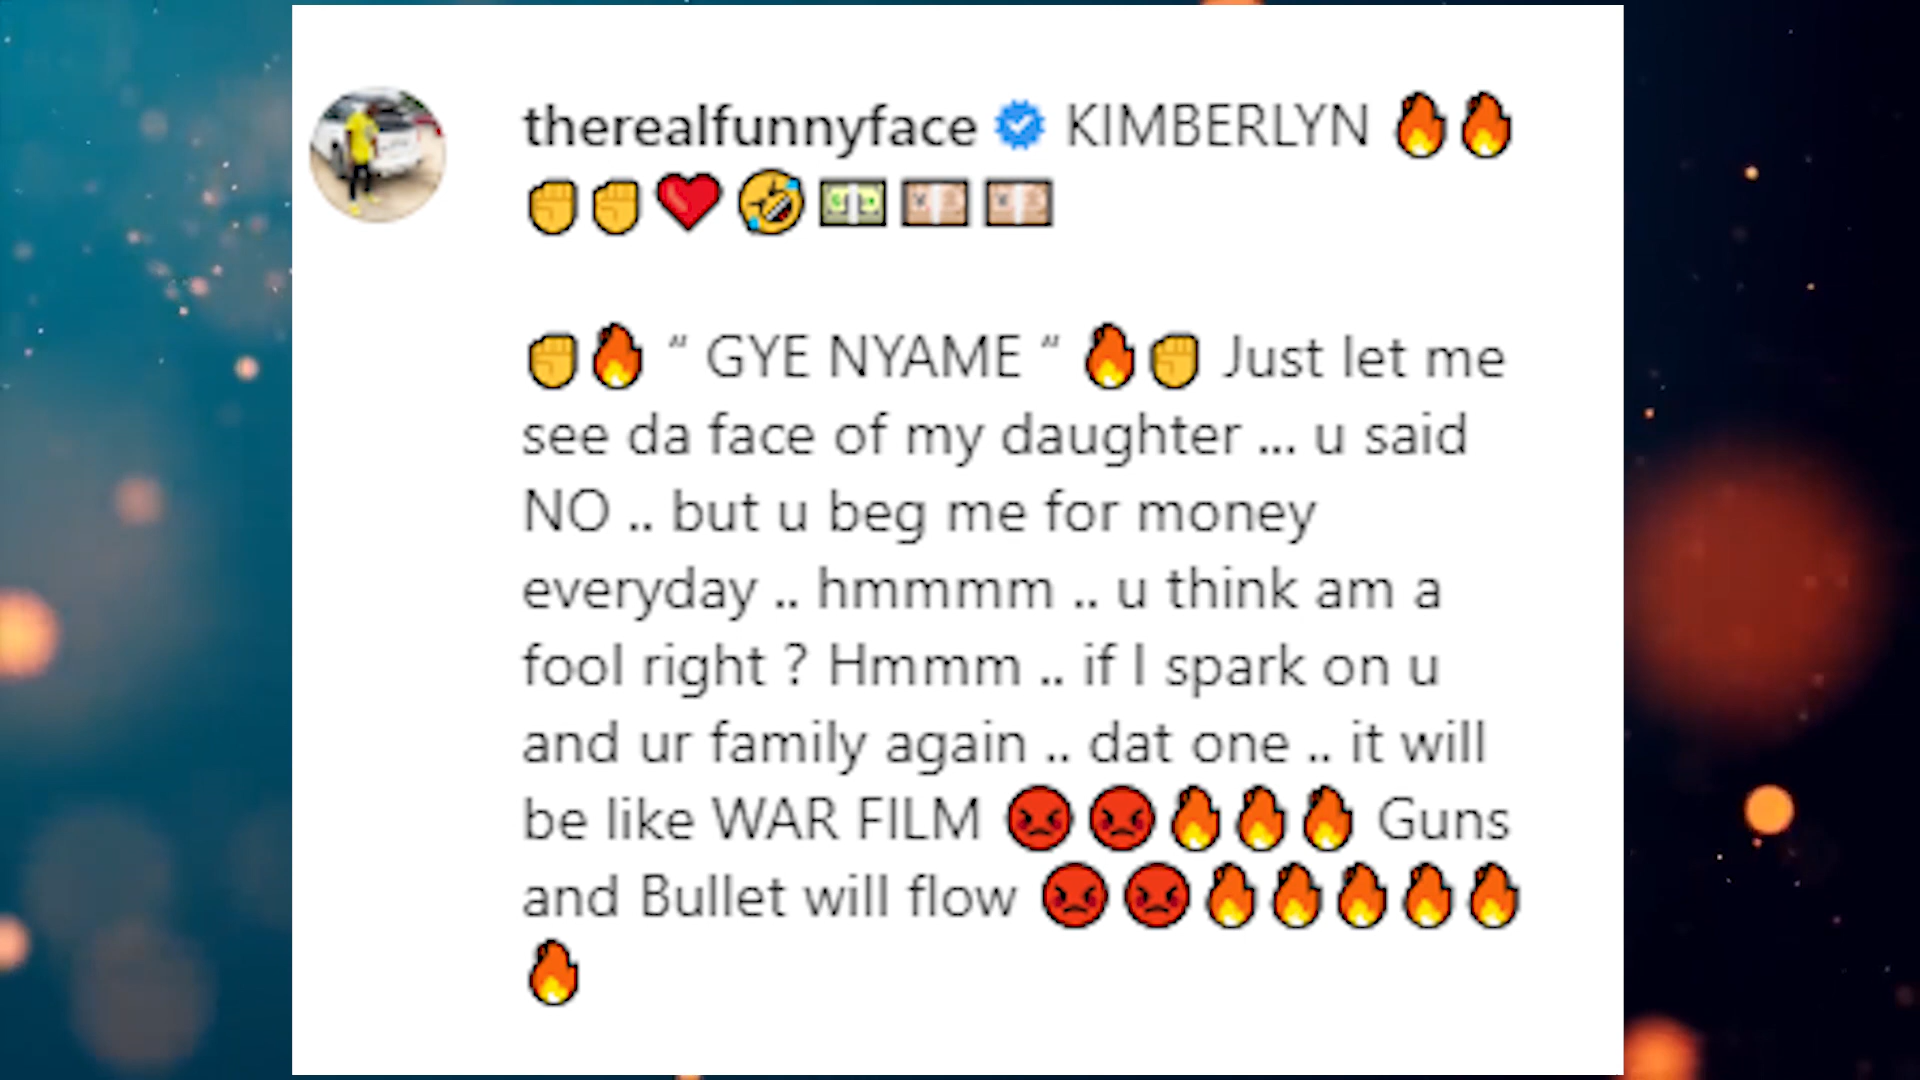 therealfunnyface KIMBERLYN 🔥🔥
✊✊❤️🤣💵💴💴
✊🔥 “ GYE NYAME “ 🔥✊ Just let me
see da face of my daughter ... u said
NO .. but u beg me for money
everyday .. hmmmm .. u think am a
fool right ? Hmmm .. if I spark on u
and ur family again .. dat one .. it will
be like WAR FILM 😡😡🔥🔥🔥 Guns
and Bullet will flow 😡😡🔥🔥🔥🔥🔥
🔥